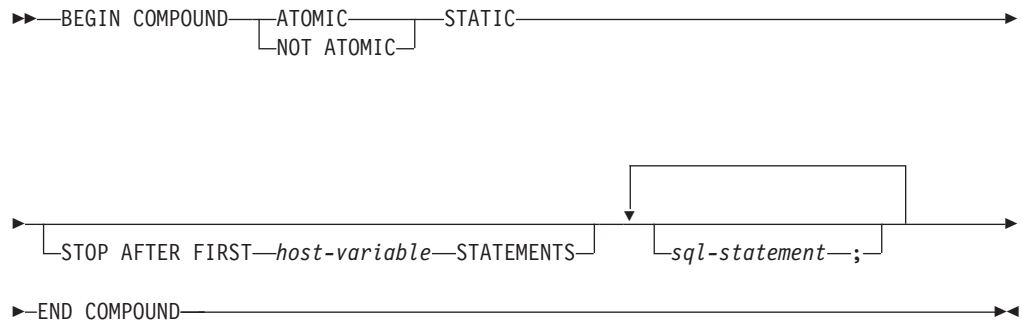 BEGIN COMPOUND ATOMIC STATIC
NOT ATOMIC
STOP AFTER FIRST host-variable STATEMENTS sql-statement ;
END COMPOUND